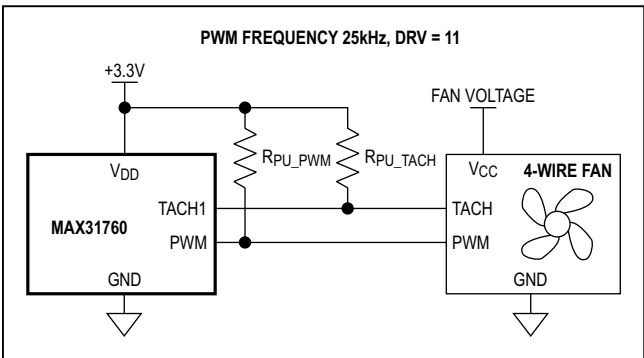 PWM FREQUENCY 25kHz, DRV = 11
+3.3V
FAN VOLTAGE
VDD
RPU_PWM
RPU_TACH
VCC
4-WIRE FAN
TACH1
TACH
MAX31760
PWM
PWM
GND
GND